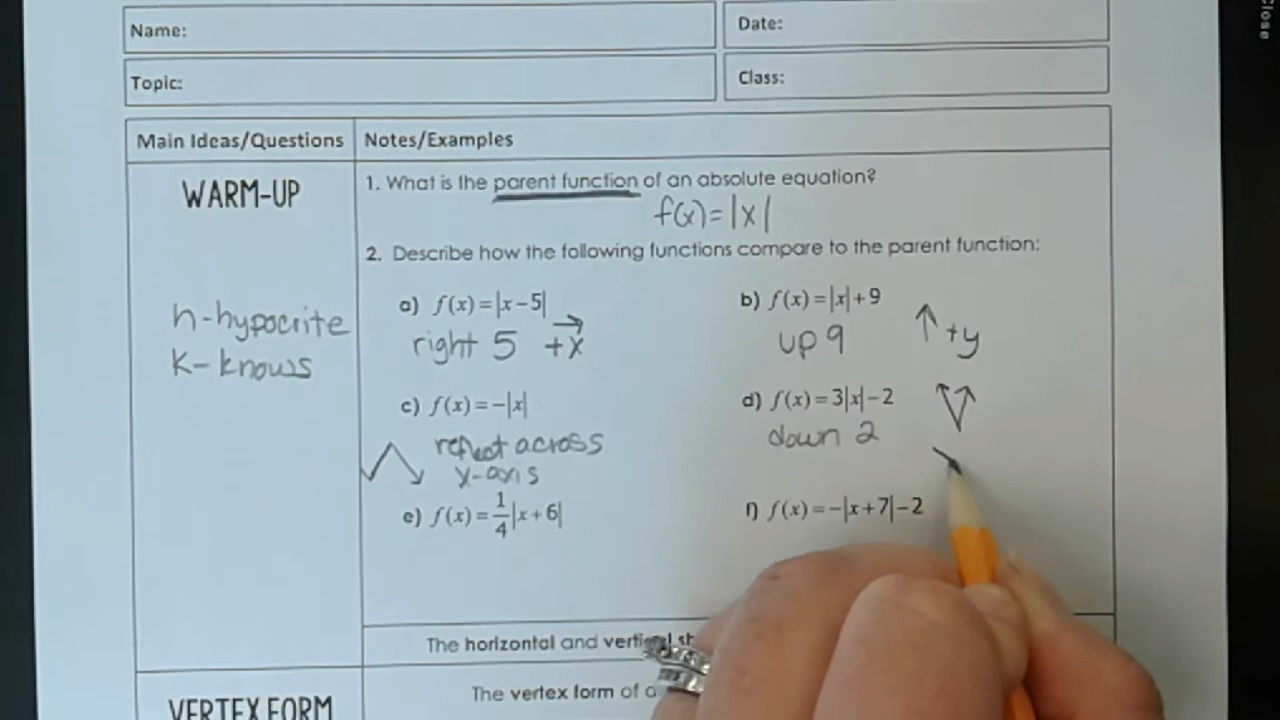 Close
Name:
Date:
Topic:
Class:
Main Ideas/Questions
Notes/Examples
WARM-UP
1. What is the parent function of an absolute equation?
f(x)=|x|
2. Describe how the following functions compare to the parent function:
h-hypocrite
K-knows
a) f(x)=|x-5|
right 5 +x
b) f(x)=|x|+9
up 9 +y
c) f(x)=-|x|
reflect across
x-axis
d) f(x)=3|x|-2
down 2
e) f(x)=1/4|x+6|
f) f(x)=-|x+7|-2
The horizontal and vertical sh
VERTEX FORM
The vertex form of a